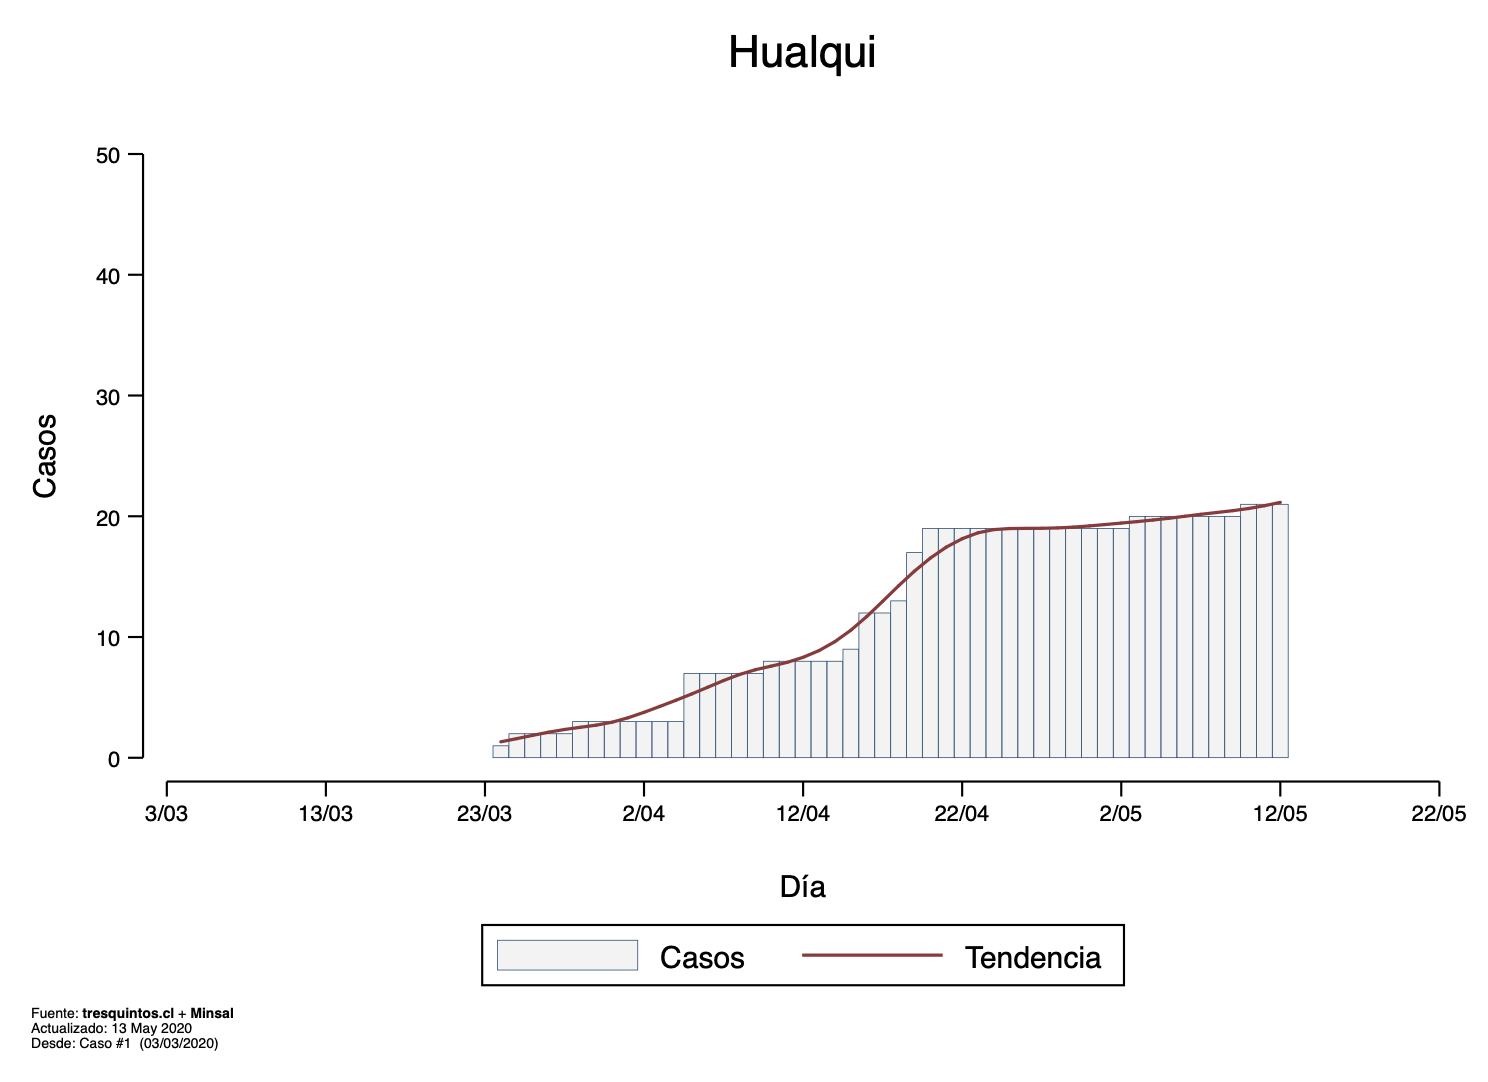 Hualqui
50
40
30
20
10
0
Casos
3/03 13/03 23/03 2/04 12/04 22/04 2/05 12/05 22/05
Día
Casos Tendencia
Fuente: tresquintos.cl + Minsal
Actualizado: 13 May 2020
Desde: Caso #1 (03/03/2020)